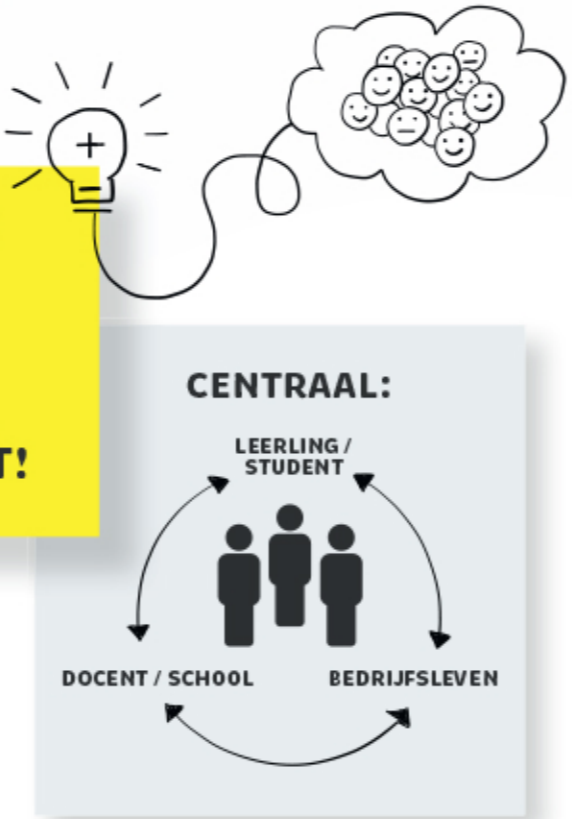 T!
CENTRAAL:
LEERLING /
STUDENT
DOCENT / SCHOOL
BEDRIJFSLEVEN